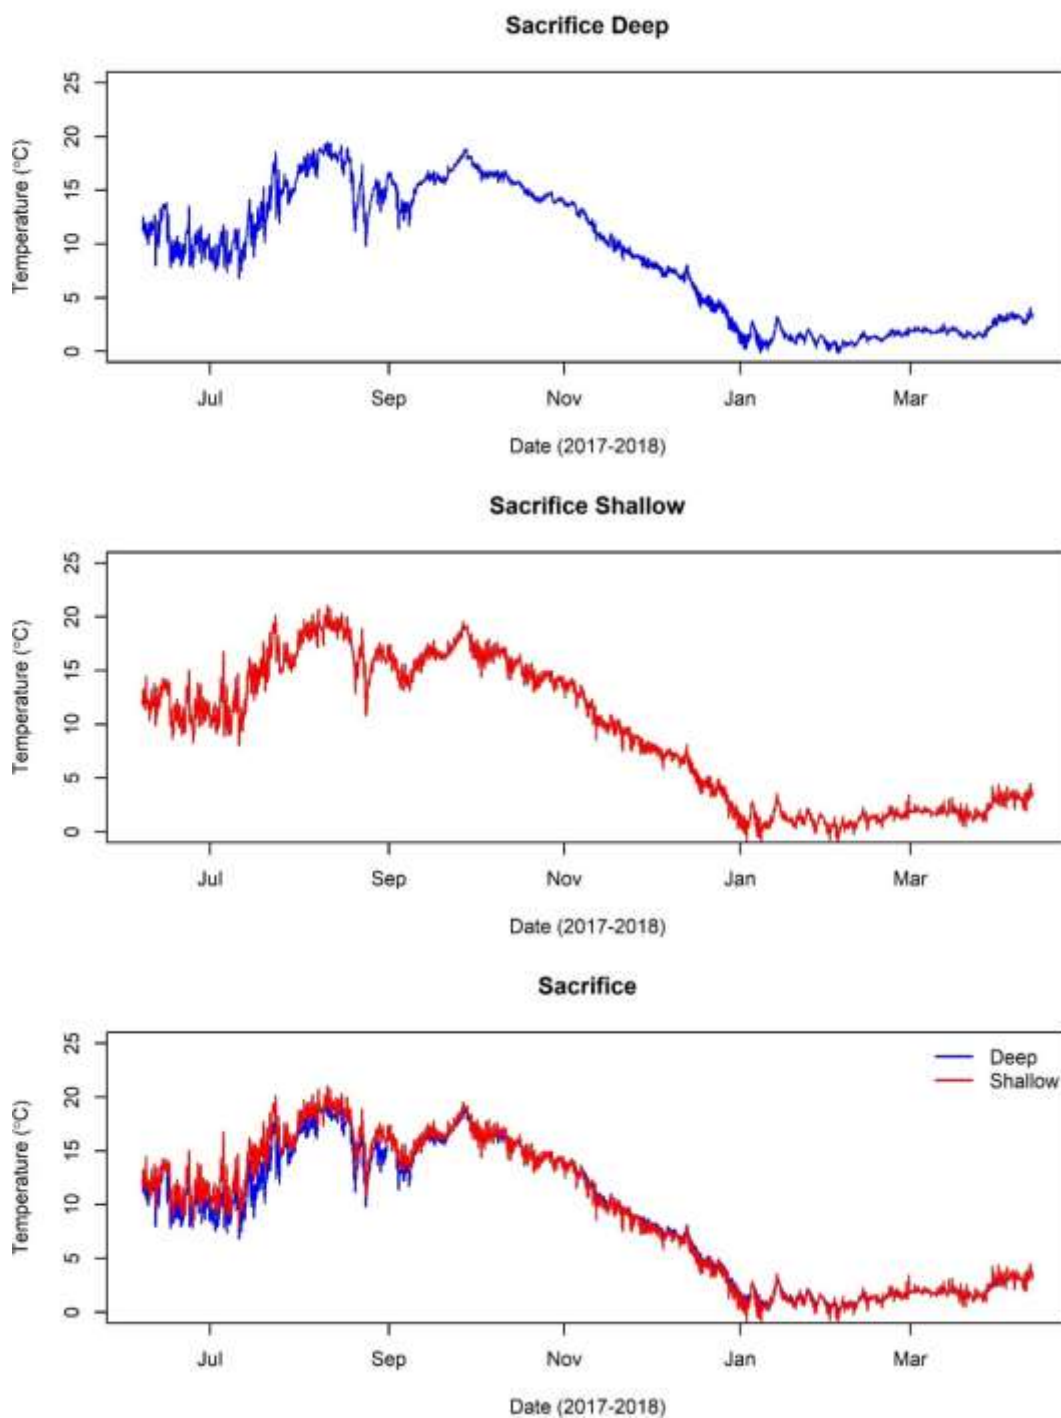 Sacrifice Deep
Temperature (°C)
25
20
15
10
5
0
Jul Sep Nov Jan Mar
Date (2017-2018)
Sacrifice Shallow
Temperature (°C)
25
20
15
10
5
0
Jul Sep Nov Jan Mar
Date (2017-2018)
Sacrifice
Temperature (°C)
25
20
15
10
5
0
Deep
Shallow
Jul Sep Nov Jan Mar
Date (2017-2018)